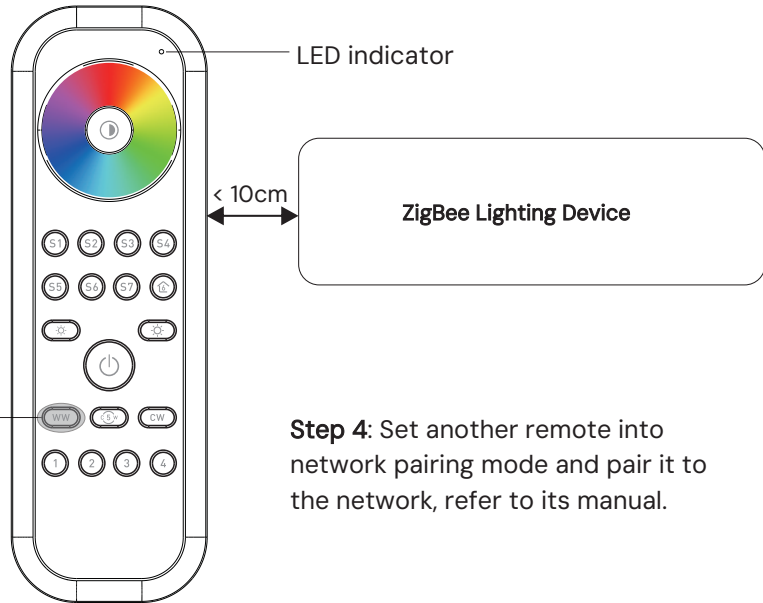 LED indicator
< 10cm
ZigBee Lighting Device
S1 S2 S3 S4
S5 S6 S7
WW CW
1 2 3 4
Step 4: Set another remote into
network pairing mode and pair it to
the network, refer to its manual.